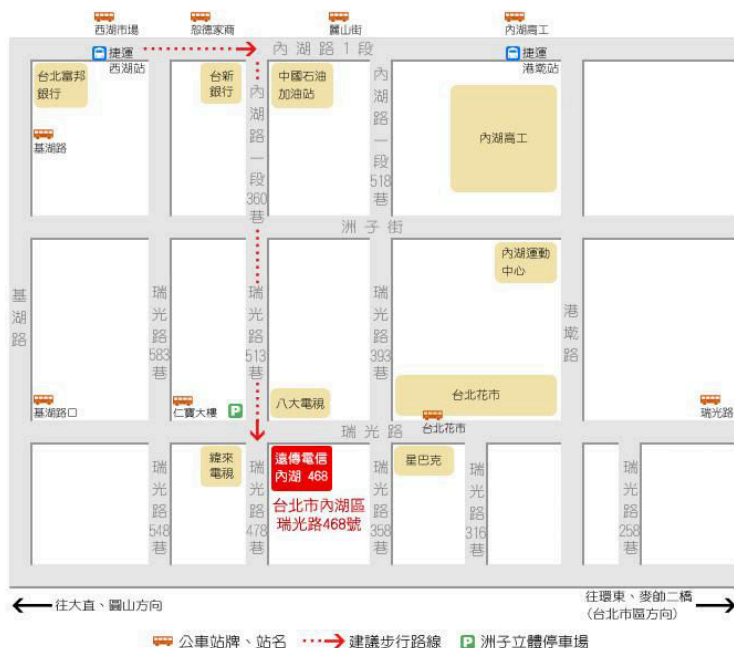 西湖市場
郃德家商
麗山街
內湖高工
捷運
西湖站
內湖路1段
捷運
港墘站
台北富邦
銀行
台新
銀行
中國石油
加油站
內湖高工
基湖路
內湖路一段360巷
內湖路一段518巷
洲子街
內湖運動
中心
基湖路
瑞光路583巷
瑞光路513巷
瑞光路393巷
港墘路
基湖路口
仁寶大樓
P
八大電視
台北花市
瑞光路
瑞光路
台北花市
緯來
電視
遠傳電信
內湖 468
星巴克
台北市內湖區
瑞光路468號
瑞光路548巷
瑞光路478巷
瑞光路358巷
瑞光路316巷
瑞光路258巷
往大直、圓山方向
往環東、麥帥二橋
(台北市區方向)
公車站牌、站名
建議步行路線
P 洲子立體停車場